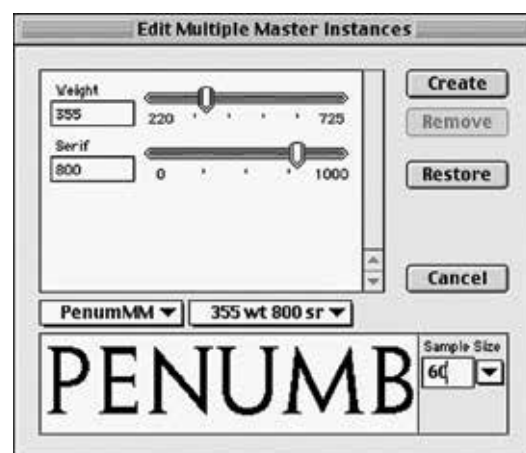 Edit Multiple Master Instances
Weight
355
220
725
Create
Remove
Serif
800
0
1000
Restore
Cancel
PenumMM
355 wt 800 sr
PENUMB
Sample Size
60